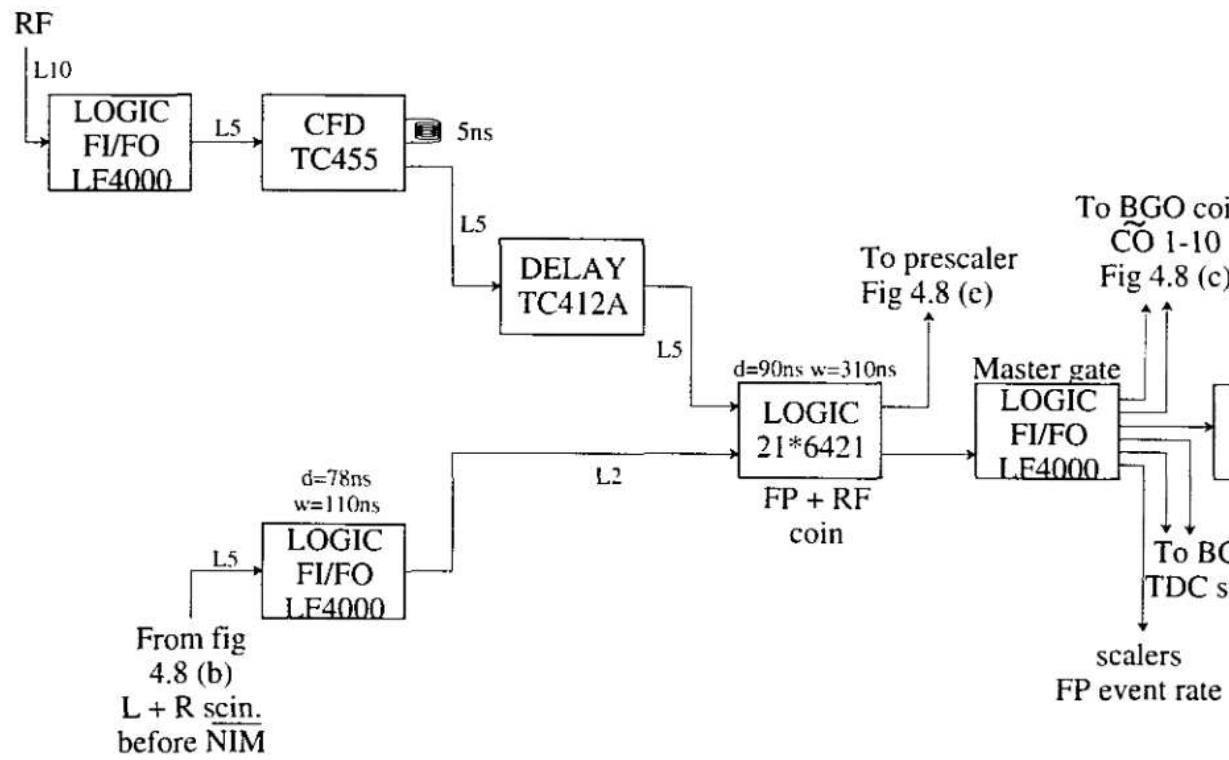 RF
L10
LOGIC
FI/FO
LF4000
L5
CFD
TC455
5ns
L5
DELAY
TC412A
L5
To prescaler
Fig 4.8 (e)
To BGO coi
CO 1-10
Fig 4.8 (c)
d=90ns w=310ns
LOGIC
21*6421
FP + RF
coin
Master gate
LOGIC
FI/FO
LF4000
L2
d=78ns
w=110ns
LOGIC
FI/FO
LF4000
L5
From fig
4.8 (b)
L + R scin.
before NIM
To BG
TDC s
scalers
FP event rate